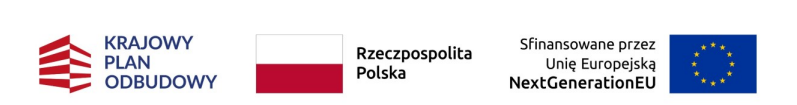 KRAJOWY
PLAN
ODBUDOWY
Rzeczpospolita
Polska
Sfinansowane przez
Unię Europejską
NextGenerationEU